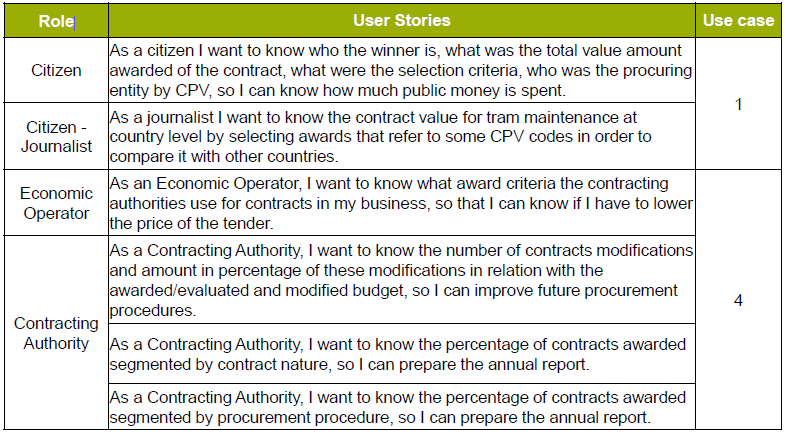 Role
User Stories
Use case
Citizen
As a citizen I want to know who the winner is, what was the total value amount
awarded of the contract, what were the selection criteria, who was the procuring
entity by CPV, so I can know how much public money is spent.
1
Citizen -
Journalist
As a journalist I want to know the contract value for tram maintenance at
country level by selecting awards that refer to some CPV codes in order to
compare it with other countries.
Economic
Operator
As an Economic Operator, I want to know what award criteria the contracting
authorities use for contracts in my business, so that I can know if I have to lower
the price of the tender.
4
Contracting
Authority
As a Contracting Authority, I want to know the number of contracts modifications
and amount in percentage of these modifications in relation with the
awarded/evaluated and modified budget, so I can improve future procurement
procedures.
As a Contracting Authority, I want to know the percentage of contracts awarded
segmented by contract nature, so I can prepare the annual report.
As a Contracting Authority, I want to know the percentage of contracts awarded
segmented by procurement procedure, so I can prepare the annual report.